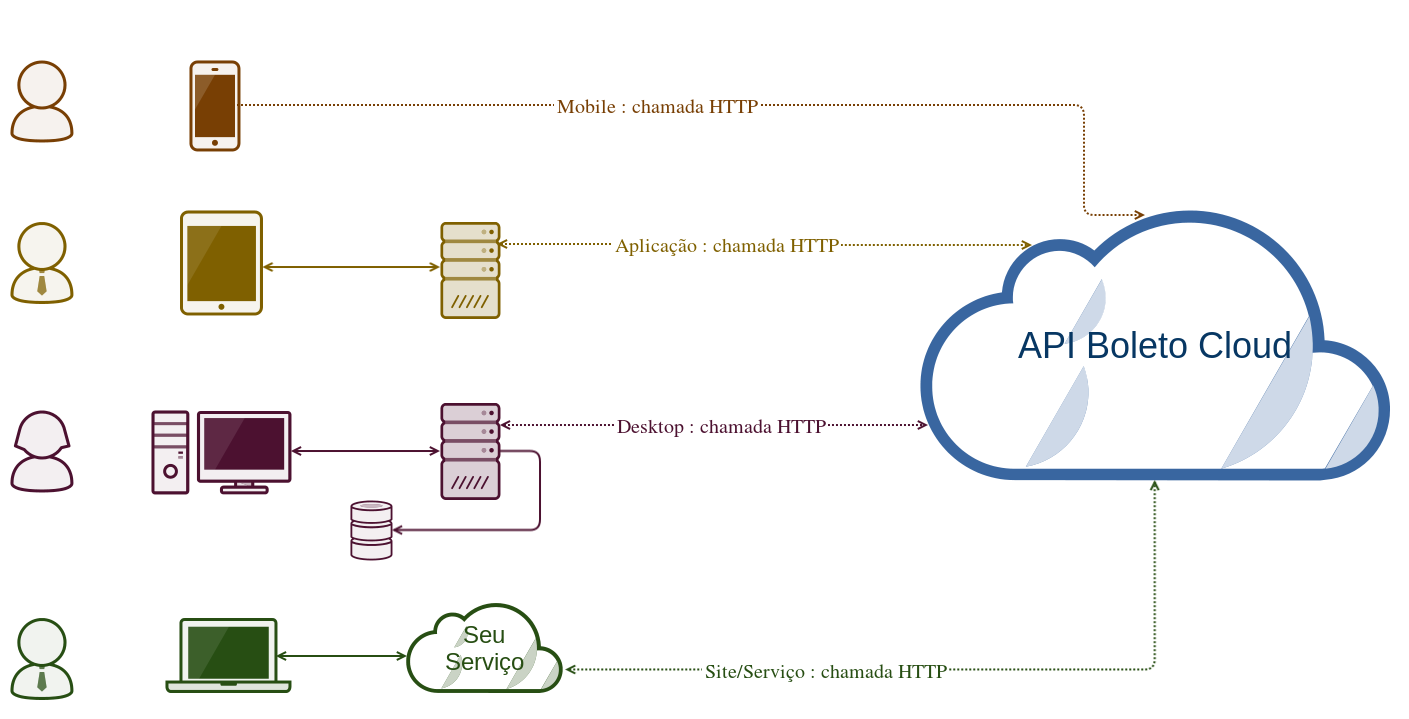 Mobile : chamada HTTP
Aplicação : chamada HTTP
API Boleto Cloud
Desktop : chamada HTTP
Seu
Serviço
Site/Serviço : chamada HTTP